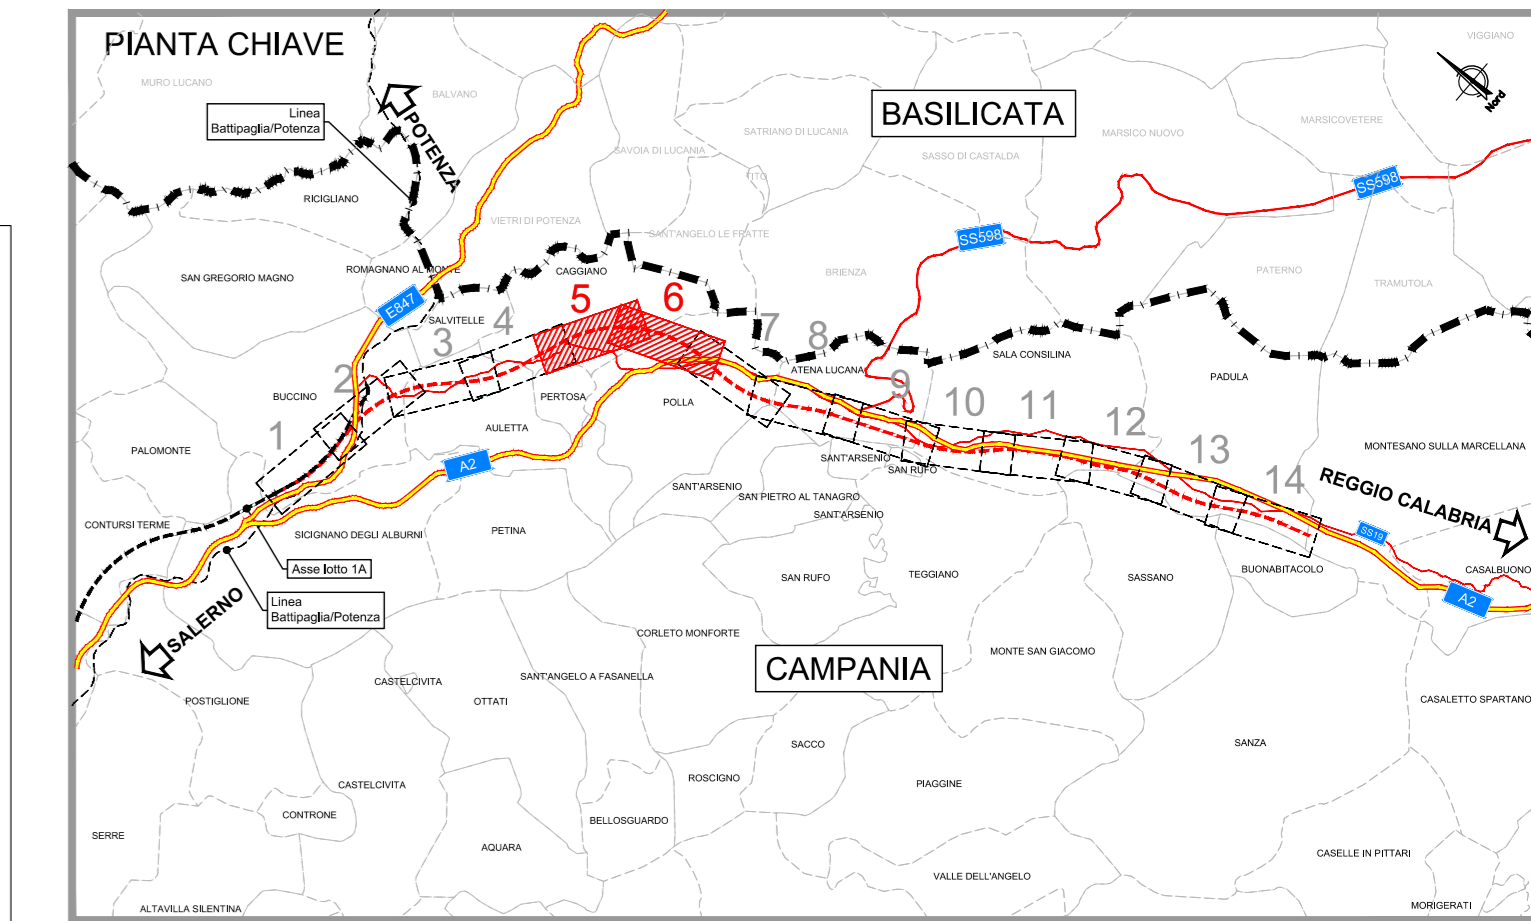 PIANTA CHIAVE
VIGGIANO
MURO LUCANO
BALVANO
Linea
Battipaglia/Potenza
POTENZA
BASILICATA
Nord
SATRIANO DI LUCANIA
MARSICO NUOVO
MARSICOVETERE
SAVOIA DI LUCANIA
SASSO DI CASTALDA
TITO
SS598
RICIGLIANO
VIETRI DI POTENZA
SANT'ANGELO LE FRATTE
SS598
SAN GREGORIO MAGNO
ROMAGNANO AL MONTE
CAGGIANO
BRIENZA
PATERNO
TRAMUTOLA
E847
SALVITELLE
5
6
4
3
7
8
SALA CONSILINA
ATENA LUCANA
PADULA
2
BUCCINO
PERTOSA
POLLA
9
10
11
12
1
AULETTA
PALOMONTE
A2
SANT'ARSENIO
SAN RUFO
13
MONTESANO SULLA MARCELLANA
14
REGGIO CALABRIA
SANT'ARSENIO
SAN PIETRO AL TANAGRO
SANT'ARSENIO
CONTURSI TERME
SICIGNANO DEGLI ALBURNI
PETINA
SS19
Asse lotto 1A
SAN RUFO
TEGGIANO
SASSANO
BUONABITACOLO
CASALBUONO
A2
Linea
Battipaglia/Potenza
SALERNO
CORLETO MONFORTE
CAMPANIA
MONTE SAN GIACOMO
CASTELCIVITA
SANT'ANGELO A FASANELLA
POSTIGLIONE
OTTATI
CASALETTO SPARTANO
SACCO
SANZA
ROSCIGNO
PIAGGINE
CASTELCIVITA
CONTRONE
BELLOSGUARDO
SERRE
AQUARA
CASELLE IN PITTARI
VALLE DELL'ANGELO
ALTAVILLA SILENTINA
MORIGERATI